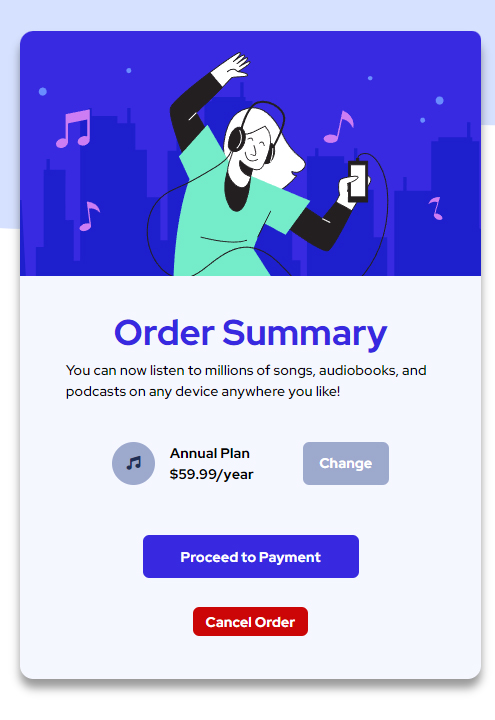 Order Summary
You can now listen to millions of songs, audiobooks, and
podcasts on any device anywhere you like!
Annual Plan
$59.99/year
Change
Proceed to Payment
Cancel Order